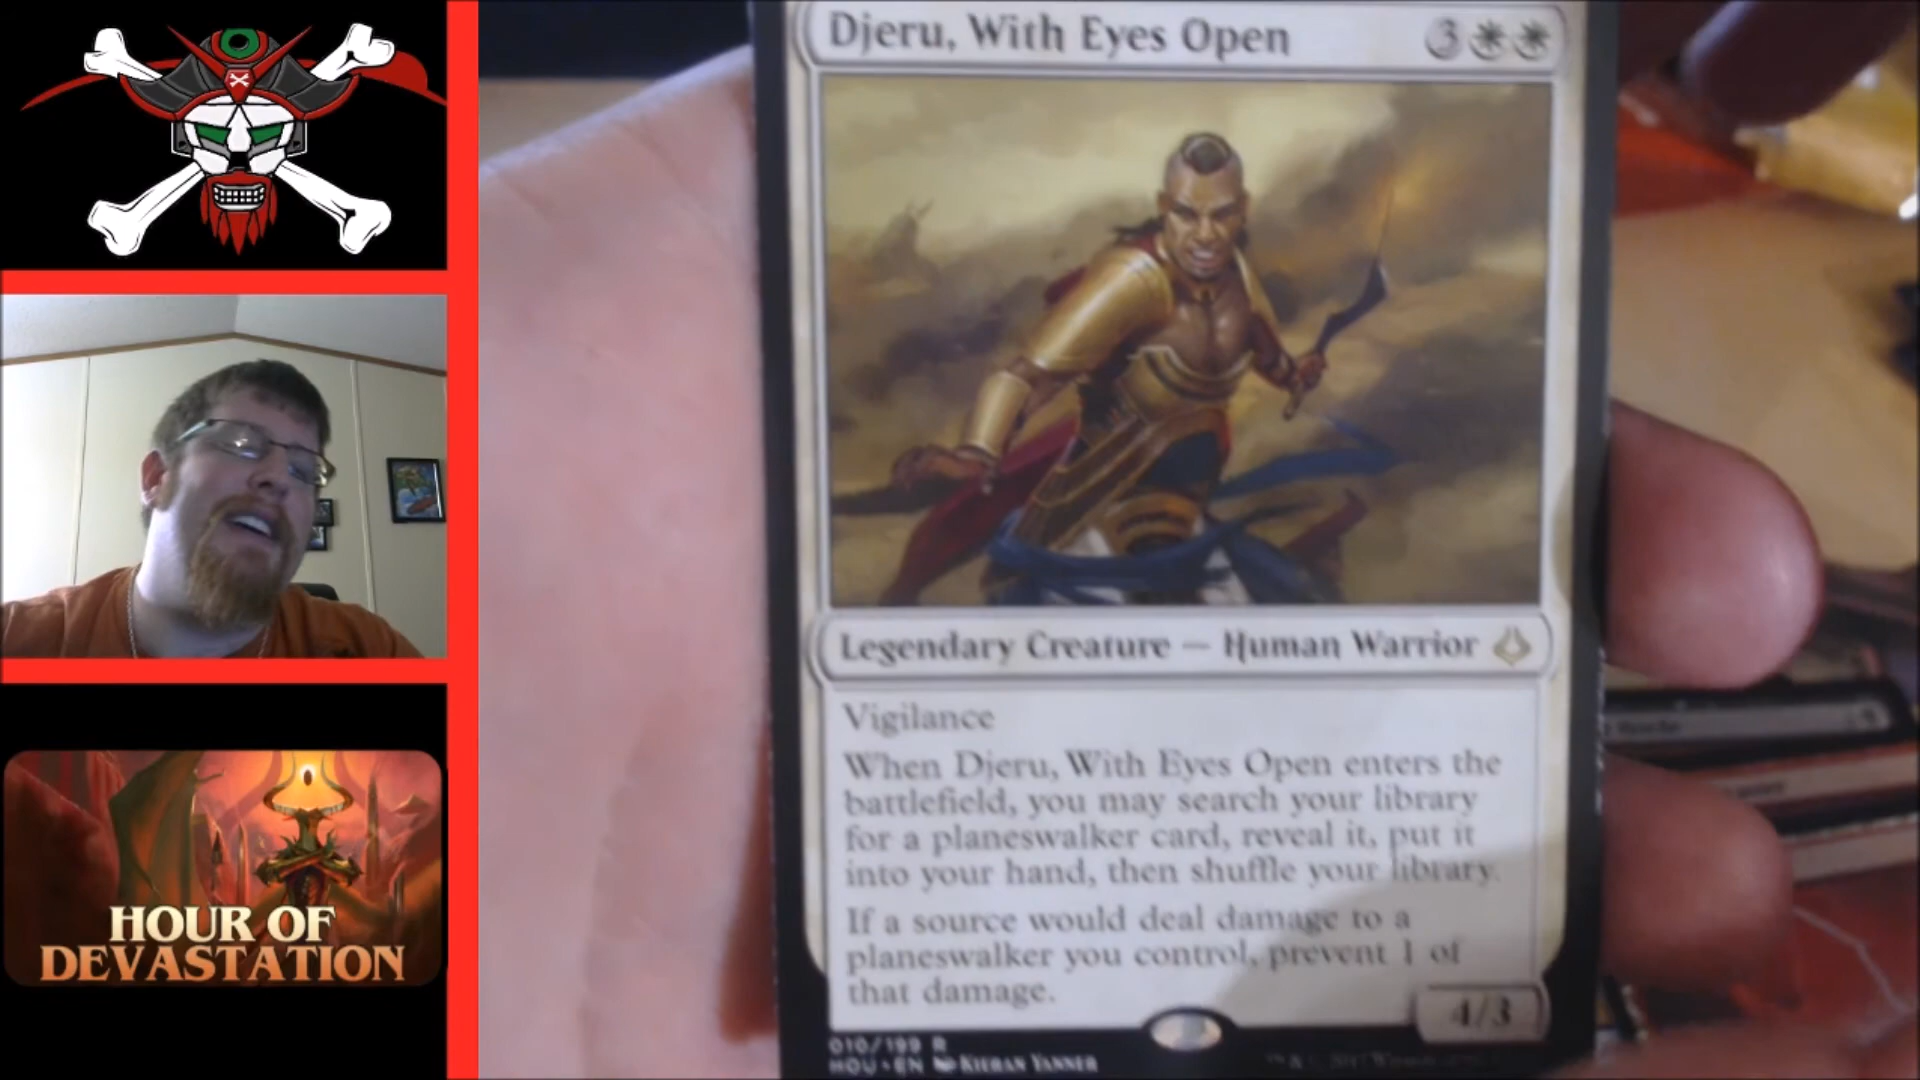 Djeru, With Eyes Open 3
Legendary Creature — Human Warrior
Vigilance
When Djeru, With Eyes Open enters the
battlefield, you may search your library
for a planeswalker card, reveal it, put it
into your hand, then shuffle your library.
If a source would deal damage to a
planeswalker you control, prevent 1 of
that damage.
4/3
010/199 R
HOU • EN KIERAN YANNER
HOUR OF
DEVASTATION